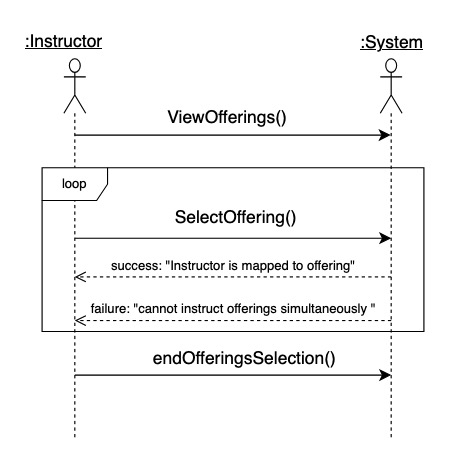 :Instructor :System
ViewOfferings()
loop
SelectOffering()
success: "Instructor is mapped to offering"
failure: "cannot instruct offerings simultaneously "
endOfferingsSelection()